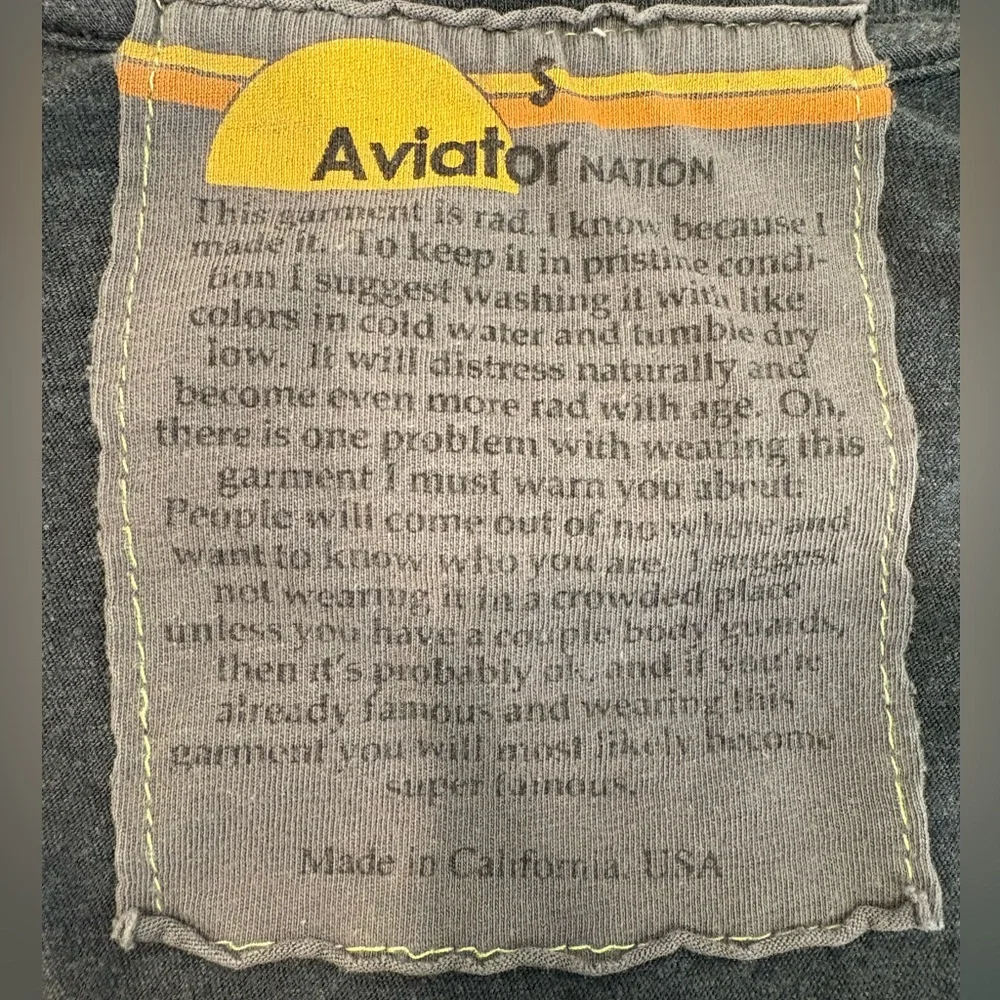 S
Aviator NATION
This garment is rad. I know because I
made it. To keep it in pristine condi-
tion I suggest washing it with like
colors in cold water and tumble dry
low. It will distress naturally and
become even more rad with age. Oh,
there is one problem with wearing this
garment I must warn you about:
People will come out of no where and
want to know who you are. I suggest
not wearing it in a crowded place
unless you have a couple body guards,
then it's probably ok, and if you're
already famous and wearing this
garment you will most likely become
super famous.
Made in California, USA